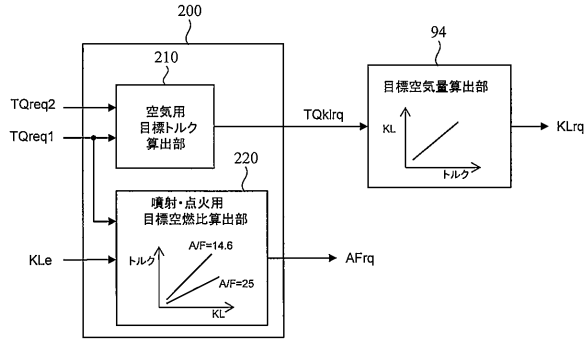 200
210
94
TQreq2
TQreq1
空気用
目標トルク
算出部
TQklrq
目標空気量算出部
KL
トルク
KLrq
220
噴射・点火用
目標空燃比算出部
A/F=14.6
A/F=25
トルク
KL
KLe
AFrq